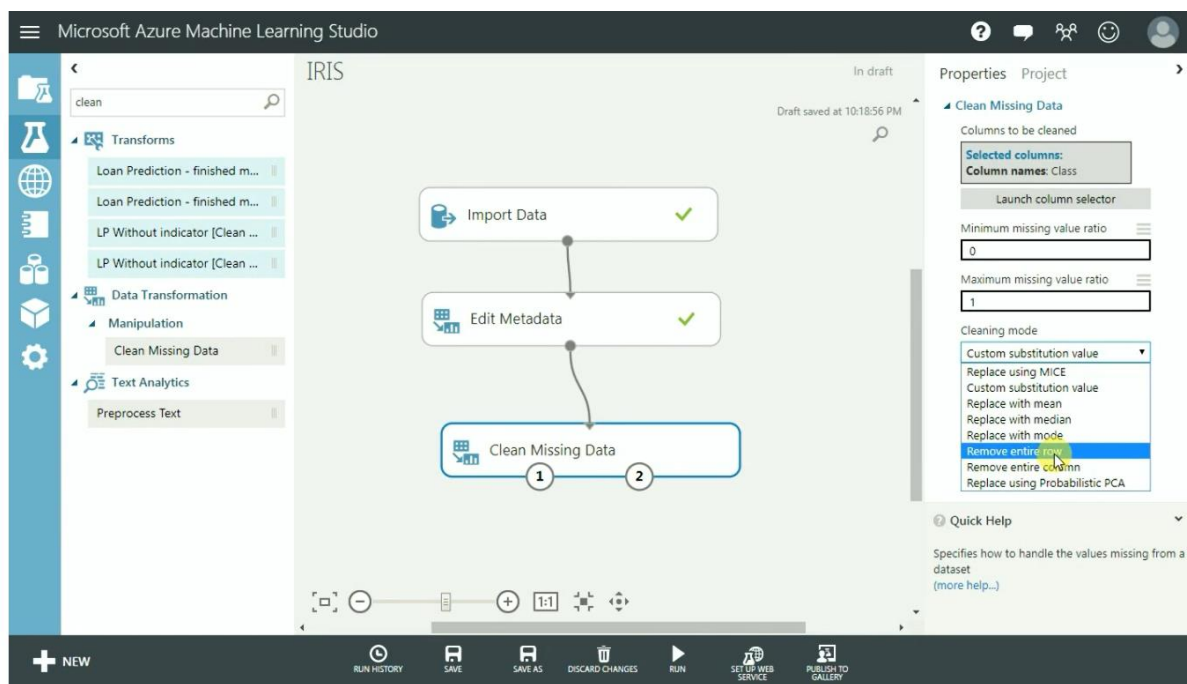 Microsoft Azure Machine Learning Studio
clean
Transforms
Loan Prediction - finished m...
Loan Prediction - finished m...
LP Without indicator [Clean ...
LP Without indicator [Clean ...
Data Transformation
Manipulation
Clean Missing Data
Text Analytics
Preprocess Text
IRIS
In draft
Draft saved at 10:18:56 PM
Import Data
Edit Metadata
Clean Missing Data
1
2
1:1
Properties Project
Clean Missing Data
Columns to be cleaned
Selected columns:
Column names: Class
Launch column selector
Minimum missing value ratio
0
Maximum missing value ratio
1
Cleaning mode
Custom substitution value
Replace using MICE
Custom substitution value
Replace with mean
Replace with median
Replace with mode
Remove entire row
Remove entire column
Replace using Probabilistic PCA
Quick Help
Specifies how to handle the values missing from a
dataset
(more help...)
NEW
RUN HISTORY
SAVE
SAVE AS
DISCARD CHANGES
RUN
SET UP WEB
SERVICE
PUBLISH TO
GALLERY